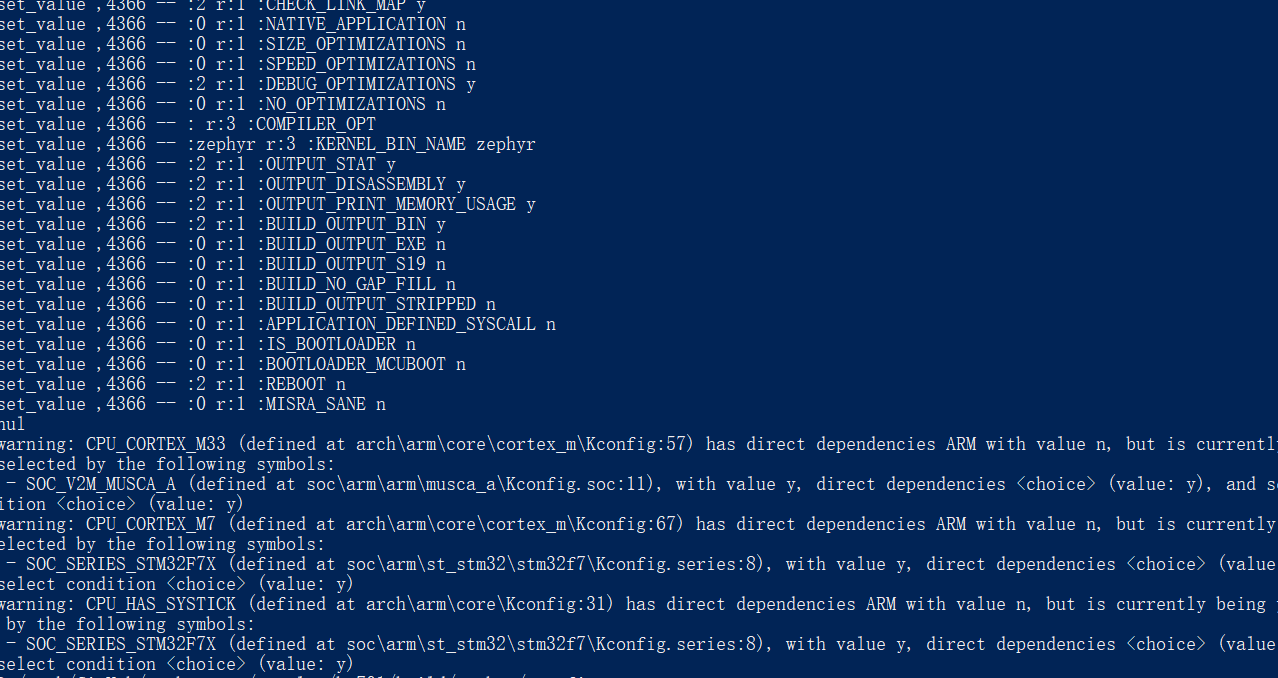 set_value ,4366 -- :2 r:1 :CHECK_LINK_MAP y
set_value ,4366 -- :0 r:1 :NATIVE_APPLICATION n
set_value ,4366 -- :0 r:1 :SIZE_OPTIMIZATIONS n
set_value ,4366 -- :0 r:1 :SPEED_OPTIMIZATIONS n
set_value ,4366 -- :2 r:1 :DEBUG_OPTIMIZATIONS y
set_value ,4366 -- :0 r:1 :NO_OPTIMIZATIONS n
set_value ,4366 -- : r:3 :COMPILER_OPT
set_value ,4366 -- :zephyr r:3 :KERNEL_BIN_NAME zephyr
set_value ,4366 -- :2 r:1 :OUTPUT_STAT y
set_value ,4366 -- :2 r:1 :OUTPUT_DISASSEMBLY y
set_value ,4366 -- :2 r:1 :OUTPUT_PRINT_MEMORY_USAGE y
set_value ,4366 -- :2 r:1 :BUILD_OUTPUT_BIN y
set_value ,4366 -- :0 r:1 :BUILD_OUTPUT_EXE n
set_value ,4366 -- :0 r:1 :BUILD_OUTPUT_S19 n
set_value ,4366 -- :0 r:1 :BUILD_NO_GAP_FILL n
set_value ,4366 -- :0 r:1 :BUILD_OUTPUT_STRIPPED n
set_value ,4366 -- :0 r:1 :APPLICATION_DEFINED_SYSCALL n
set_value ,4366 -- :0 r:1 :IS_BOOTLOADER n
set_value ,4366 -- :0 r:1 :BOOTLOADER_MCUBOOT n
set_value ,4366 -- :2 r:1 :REBOOT n
set_value ,4366 -- :0 r:1 :MISRA_SANE n
nul
warning: CPU_CORTEX_M33 (defined at arch\arm\core\cortex_m\Kconfig:57) has direct dependencies ARM with value n, but is currently
selected by the following symbols:
- SOC_V2M_MUSCA_A (defined at soc\arm\arm\musca_a\Kconfig.soc:11), with value y, direct dependencies <choice> (value: y), and se
ition <choice> (value: y)
warning: CPU_CORTEX_M7 (defined at arch\arm\core\cortex_m\Kconfig:67) has direct dependencies ARM with value n, but is currently
elected by the following symbols:
- SOC_SERIES_STM32F7X (defined at soc\arm\st_stm32\stm32f7\Kconfig.series:8), with value y, direct dependencies <choice> (value
select condition <choice> (value: y)
warning: CPU_HAS_SYSTICK (defined at arch\arm\core\Kconfig:31) has direct dependencies ARM with value n, but is currently being
by the following symbols:
- SOC_SERIES_STM32F7X (defined at soc\arm\st_stm32\stm32f7\Kconfig.series:8), with value y, direct dependencies <choice> (value
select condition <choice> (value: y)